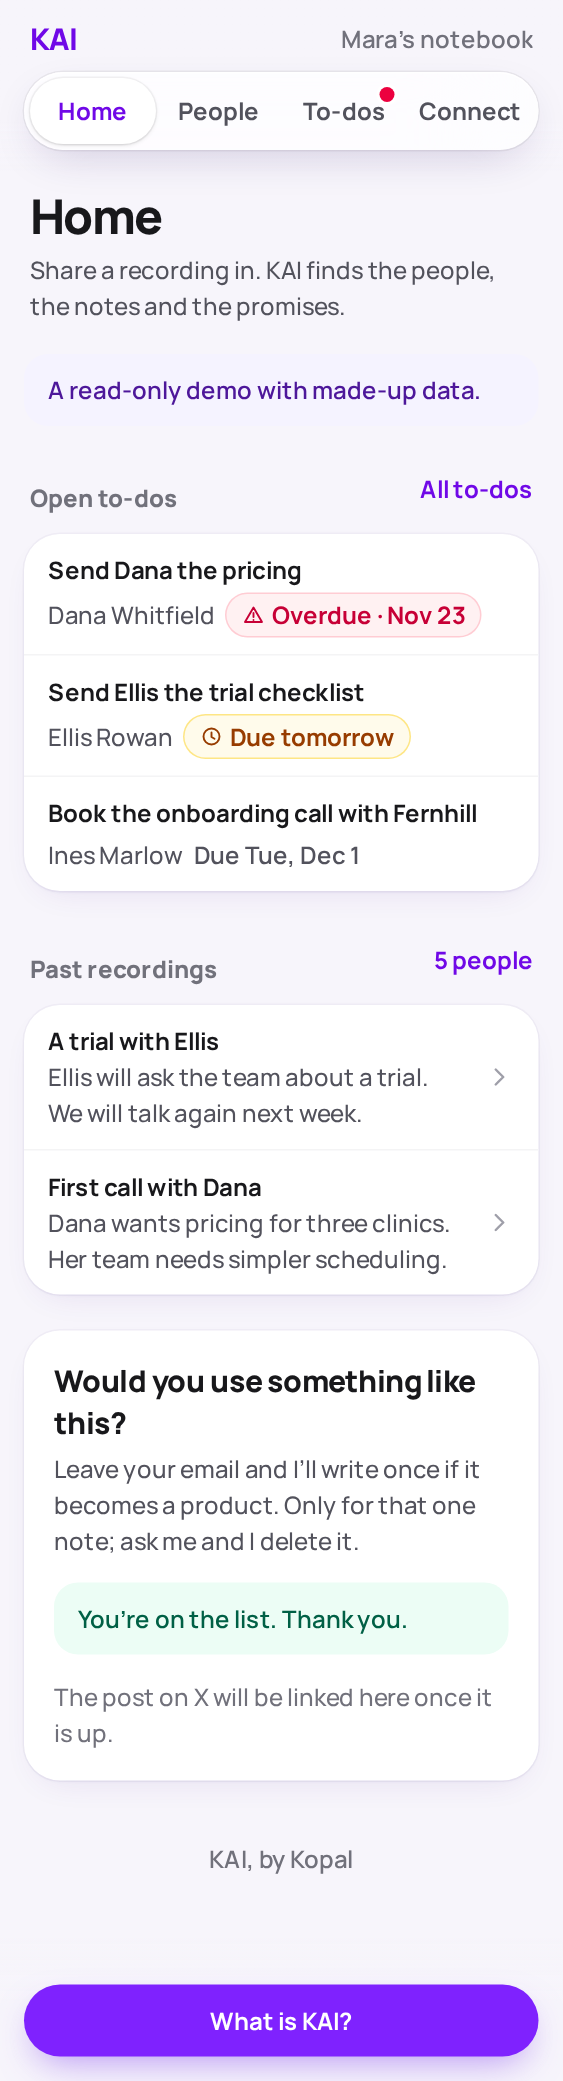 KAI
Mara’s notebook
Home
People
To-dos
Connect
Home
Share a recording in. KAI finds the people,
the notes and the promises.
A read-only demo with made-up data.
Open to-dos
All to-dos
Send Dana the pricing
Dana Whitfield
Overdue · Nov 23
Send Ellis the trial checklist
Ellis Rowan
Due tomorrow
Book the onboarding call with Fernhill
Ines Marlow
Due Tue, Dec 1
Past recordings
5 people
A trial with Ellis
Ellis will ask the team about a trial.
We will talk again next week.
First call with Dana
Dana wants pricing for three clinics.
Her team needs simpler scheduling.
Would you use something like
this?
Leave your email and I’ll write once if it
becomes a product. Only for that one
note; ask me and I delete it.
You’re on the list. Thank you.
The post on X will be linked here once it
is up.
KAI, by Kopal
What is KAI?